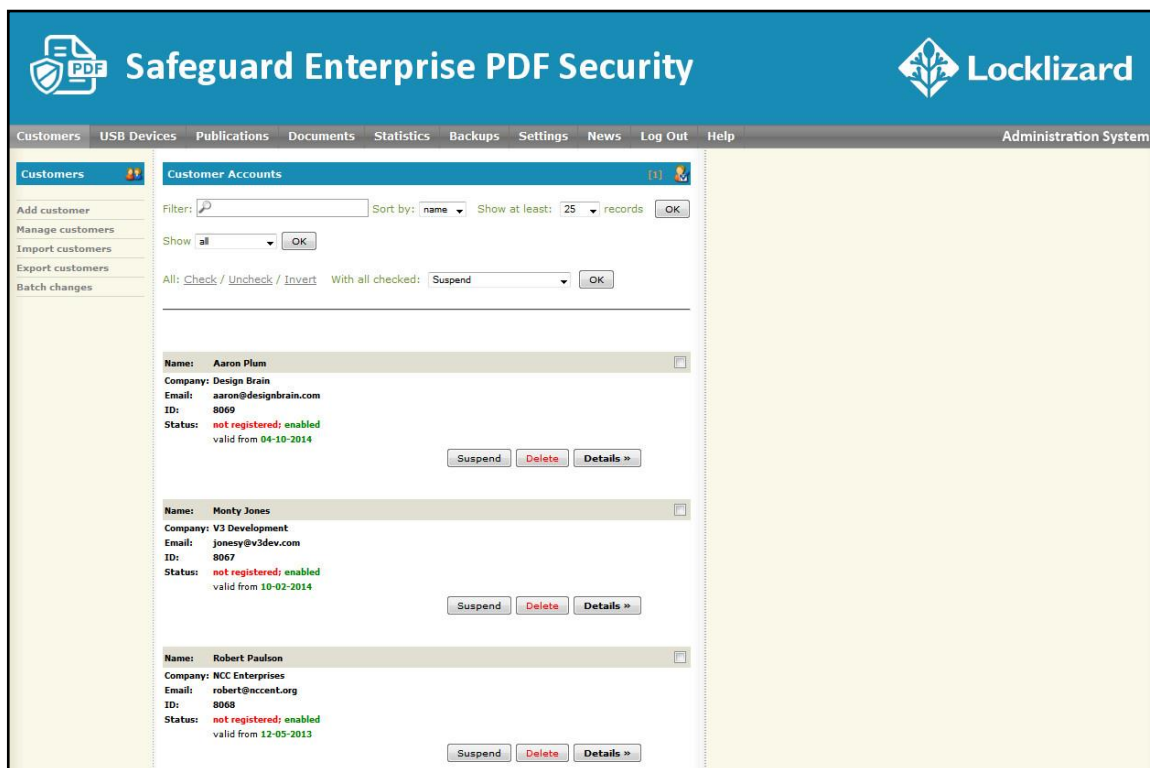 PDF Safeguard Enterprise PDF Security
Locklizard
Customers USB Devices Publications Documents Statistics Backups Settings News Log Out Help Administration System
Customers
Add customer
Manage customers
Import customers
Export customers
Batch changes
Customer Accounts [1]
Filter: Sort by: name Show at least: 25 records OK
Show all OK
All: Check / Uncheck / Invert With all checked: Suspend OK
Name: Aaron Plum
Company: Design Brain
Email: aaron@designbrain.com
ID: 8069
Status: not registered; enabled
valid from 04-10-2014
Suspend Delete Details »
Name: Monty Jones
Company: V3 Development
Email: jonesy@v3dev.com
ID: 8067
Status: not registered; enabled
valid from 10-02-2014
Suspend Delete Details »
Name: Robert Paulson
Company: NCC Enterprises
Email: robert@nccent.org
ID: 8068
Status: not registered; enabled
valid from 12-05-2013
Suspend Delete Details »